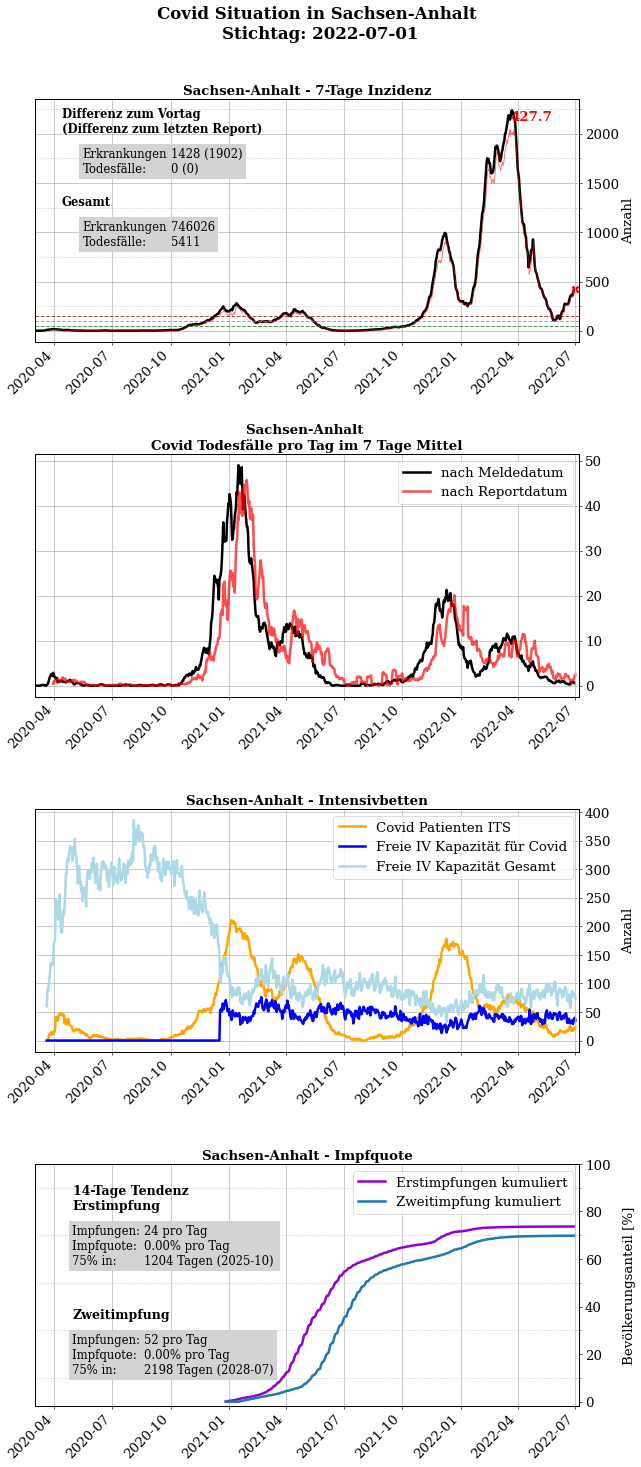 Covid Situation in Sachsen-Anhalt
Stichtag: 2022-07-01
Sachsen-Anhalt - 7-Tage Inzidenz
Differenz zum Vortag
(Differenz zum letzten Report)
Erkrankungen 1428 (1902)
Todesfälle: 0 (0)
Gesamt
Erkrankungen 746026
Todesfälle: 5411
427.7
2000
1500
1000
500
0
Anzahl
2020-04
2020-07
2020-10
2021-01
2021-04
2021-07
2021-10
2022-01
2022-04
2022-07
Sachsen-Anhalt
Covid Todesfälle pro Tag im 7 Tage Mittel
nach Meldedatum
nach Reportdatum
50
40
30
20
10
0
2020-04
2020-07
2020-10
2021-01
2021-04
2021-07
2021-10
2022-01
2022-04
2022-07
Sachsen-Anhalt - Intensivbetten
Covid Patienten ITS
Freie IV Kapazität für Covid
Freie IV Kapazität Gesamt
400
350
300
250
200
150
100
50
0
Anzahl
2020-04
2020-07
2020-10
2021-01
2021-04
2021-07
2021-10
2022-01
2022-04
2022-07
Sachsen-Anhalt - Impfquote
14-Tage Tendenz
Erstimpfung
Impfungen: 24 pro Tag
Impfquote: 0.00% pro Tag
75% in: 1204 Tagen (2025-10)
Zweitimpfung
Impfungen: 52 pro Tag
Impfquote: 0.00% pro Tag
75% in: 2198 Tagen (2028-07)
Erstimpfungen kumuliert
Zweitimpfung kumuliert
100
80
60
40
20
0
Bevölkerungsanteil [%]
2020-04
2020-07
2020-10
2021-01
2021-04
2021-07
2021-10
2022-01
2022-04
2022-07